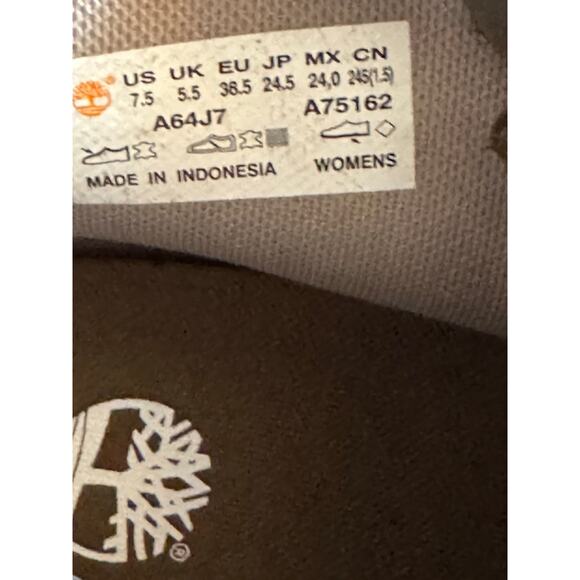 US UK EU JP MX CN
7.5 5.5 38.5 24.5 24,0 245(1.5)
A64J7 A75162
MADE IN INDONESIA WOMENS
®